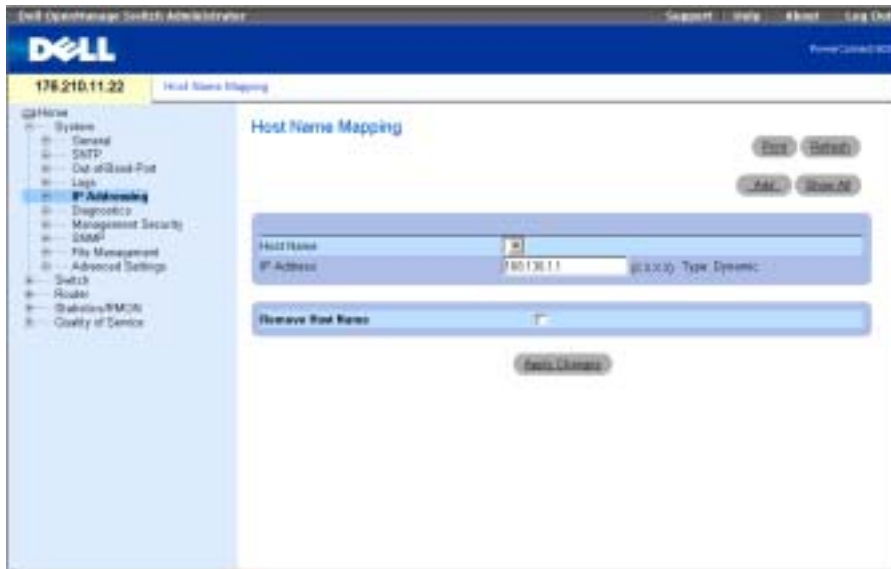 Dell OpenManage Switch Administrator
Support Help About Log Out
DELL
PowerConnect
176.210.11.22
Host Name Mapping
Home
System
General
SNTP
Out-of-Band-Port
Logs
IP Addressing
Diagnostics
Management Security
SNMP
File Management
Advanced Settings
Switch
Router
Statistics/RMON
Quality of Service
Host Name Mapping
Print Refresh
Add Show All
Host Name
IP Address (X.X.X.X) Type: Dynamic
Remove Host Name
Apply Changes